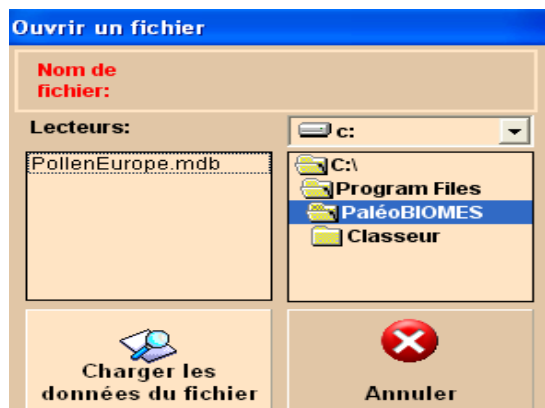 Ouvrir un fichier
Nom de
fichier:
Lecteurs:
c:
PollenEurope.mdb
C:\
Program Files
PaléoBIOMES
Classeur
Charger les
données du fichier
Annuler